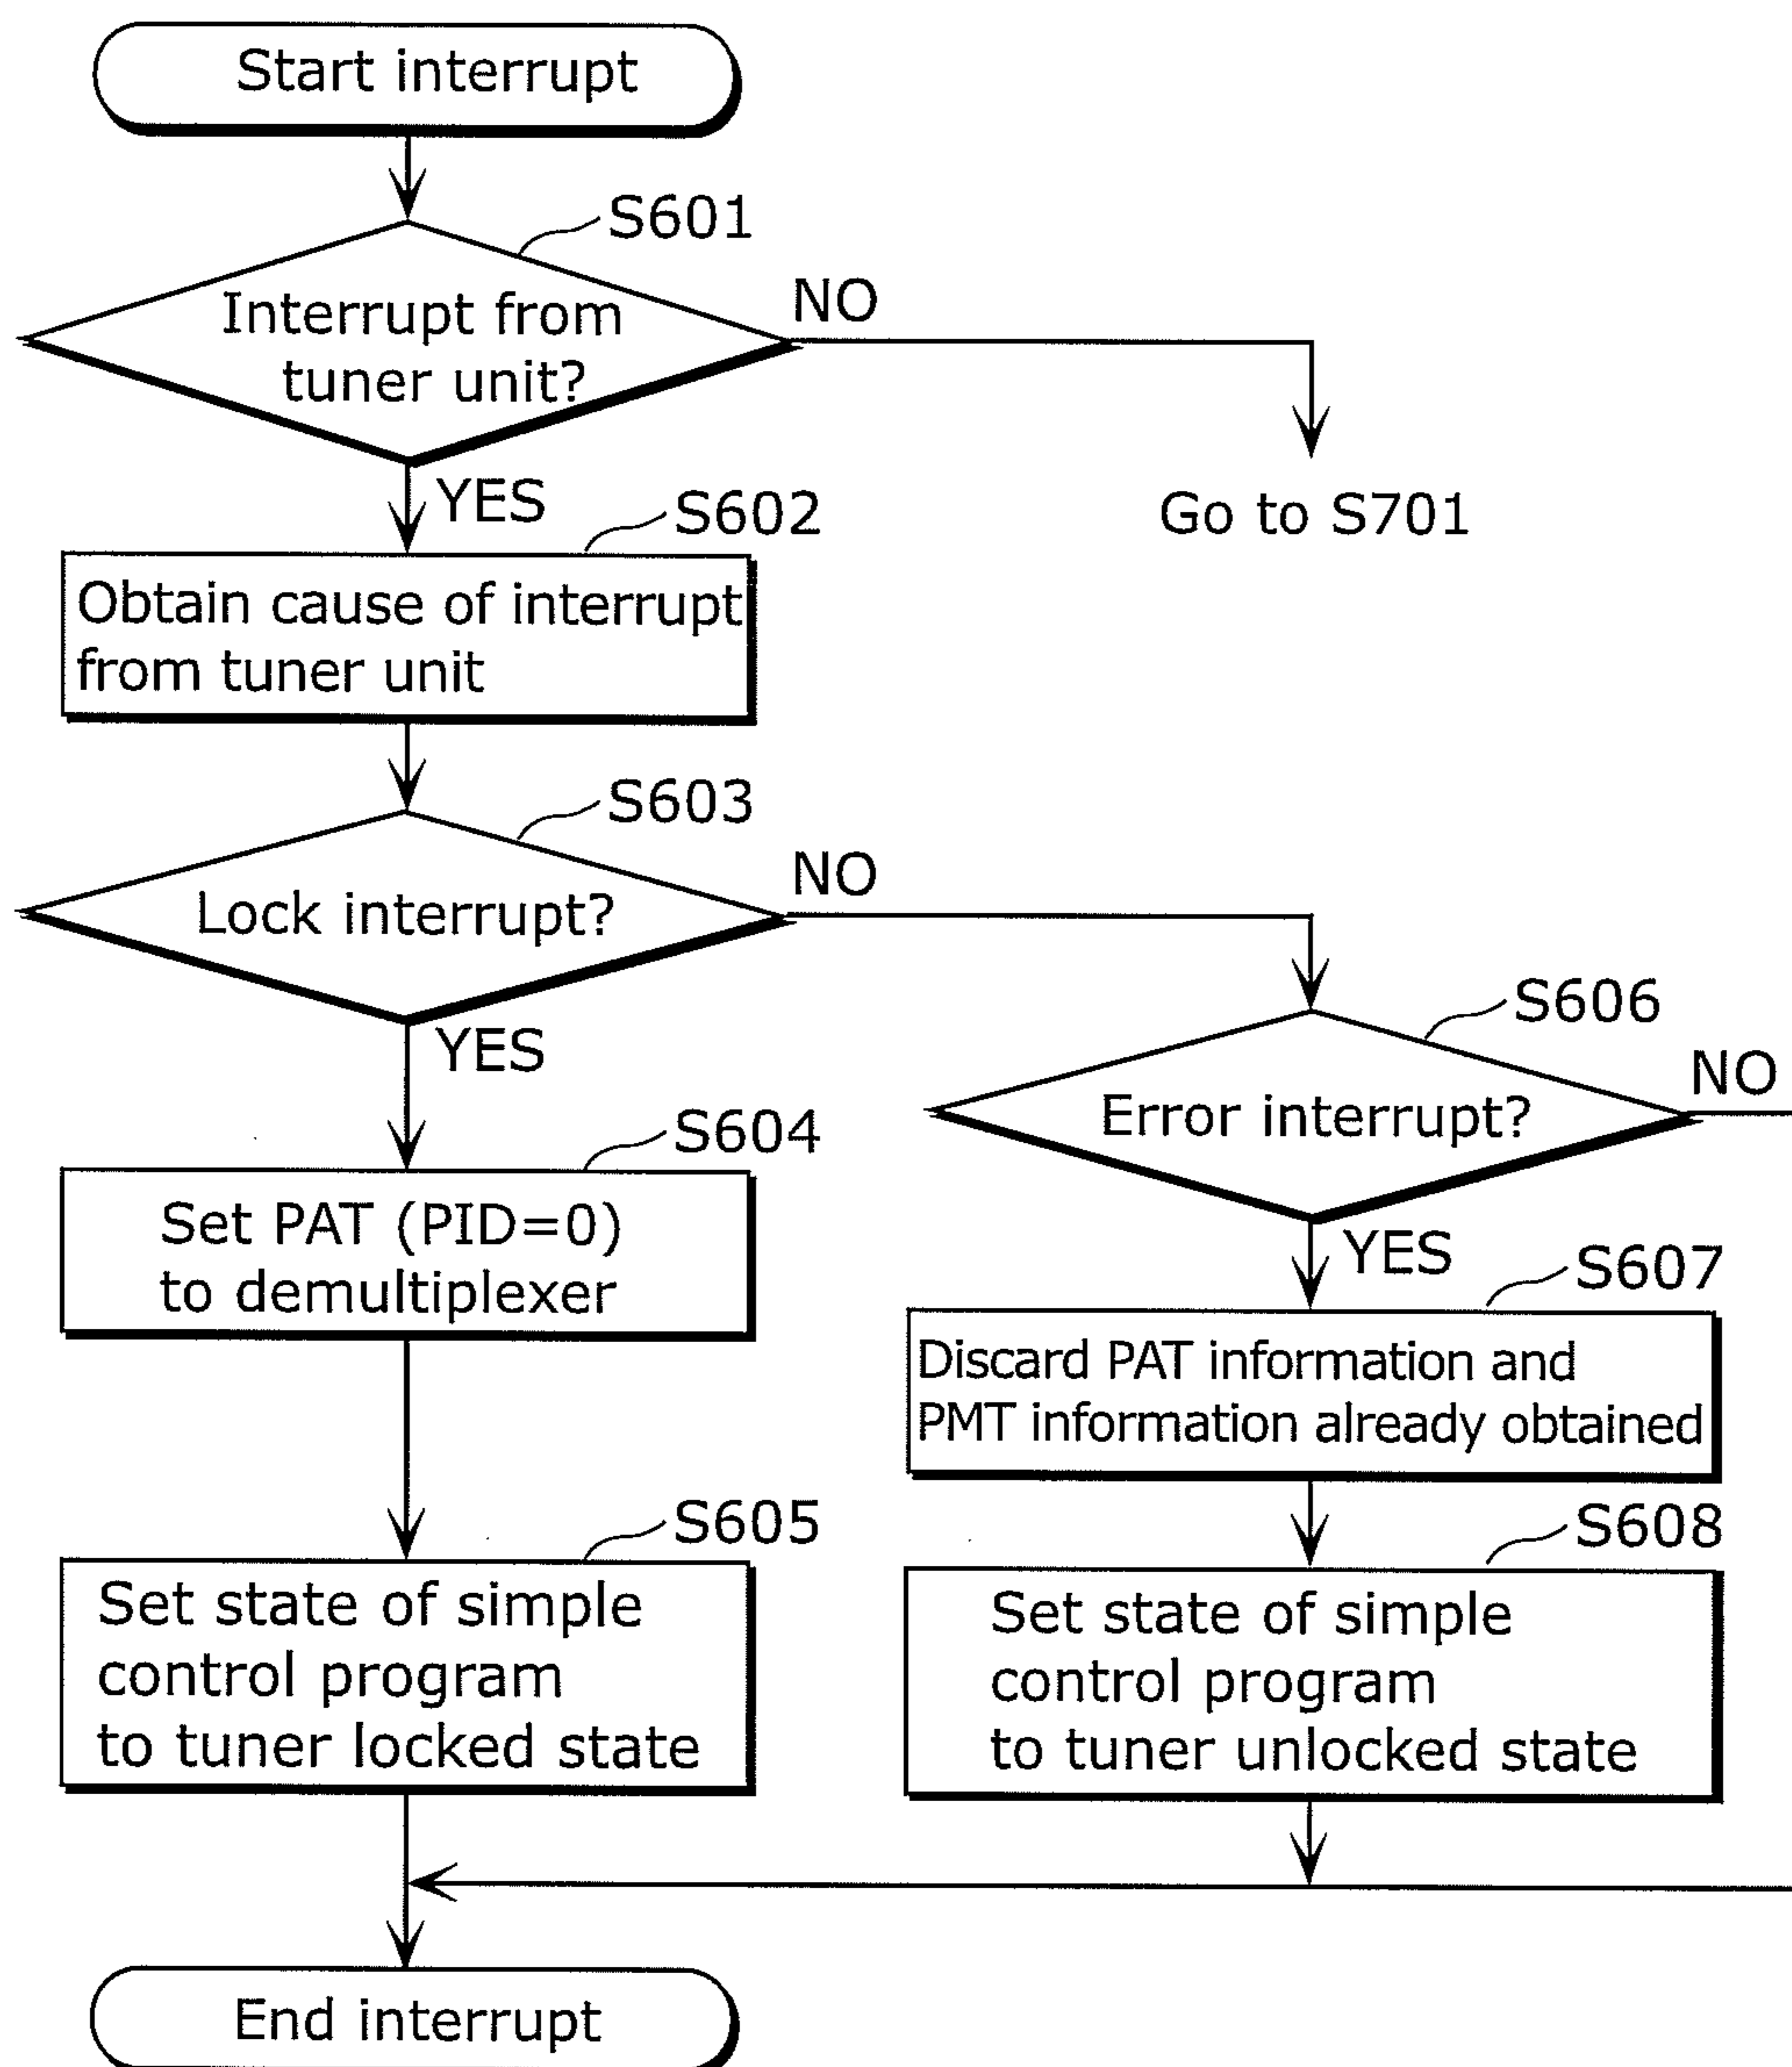 Start interrupt
S601
Interrupt from
tuner unit?
NO
YES
Go to S701
S602
Obtain cause of interrupt
from tuner unit
S603
Lock interrupt?
NO
YES
S606
Error interrupt?
NO
YES
S604
Set PAT (PID=0)
to demultiplexer
S607
Discard PAT information and
PMT information already obtained
S605
Set state of simple
control program
to tuner locked state
S608
Set state of simple
control program
to tuner unlocked state
End interrupt